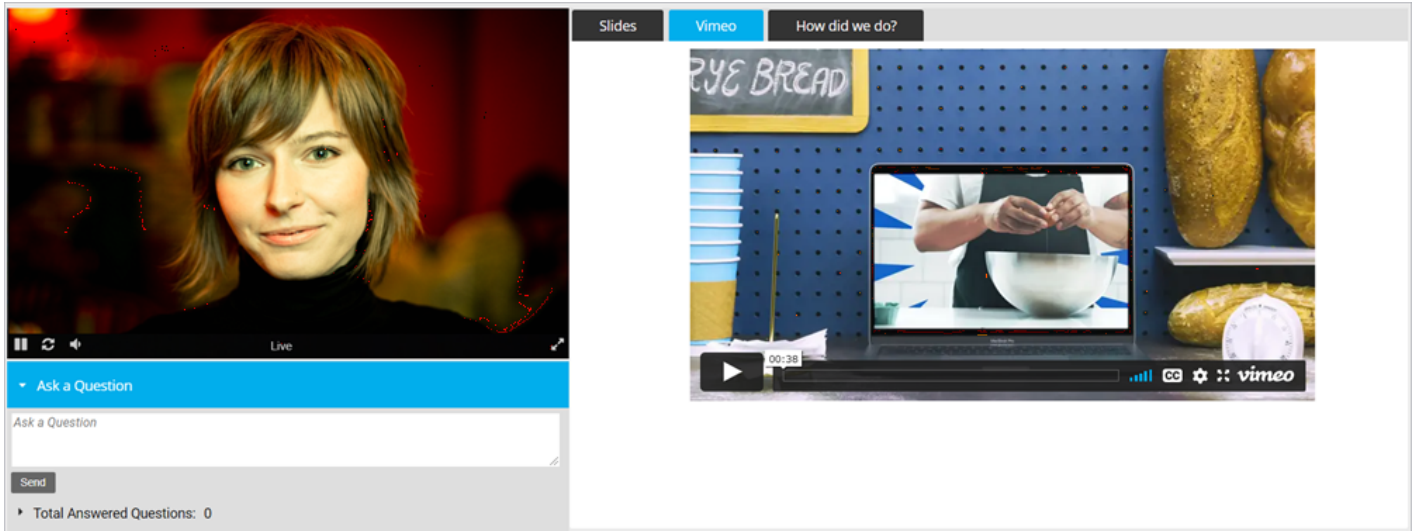 Slides
Vimeo
How did we do?
RYE BREAD
Live
00:38
CC
vimeo
Ask a Question
Ask a Question
Send
Total Answered Questions: 0